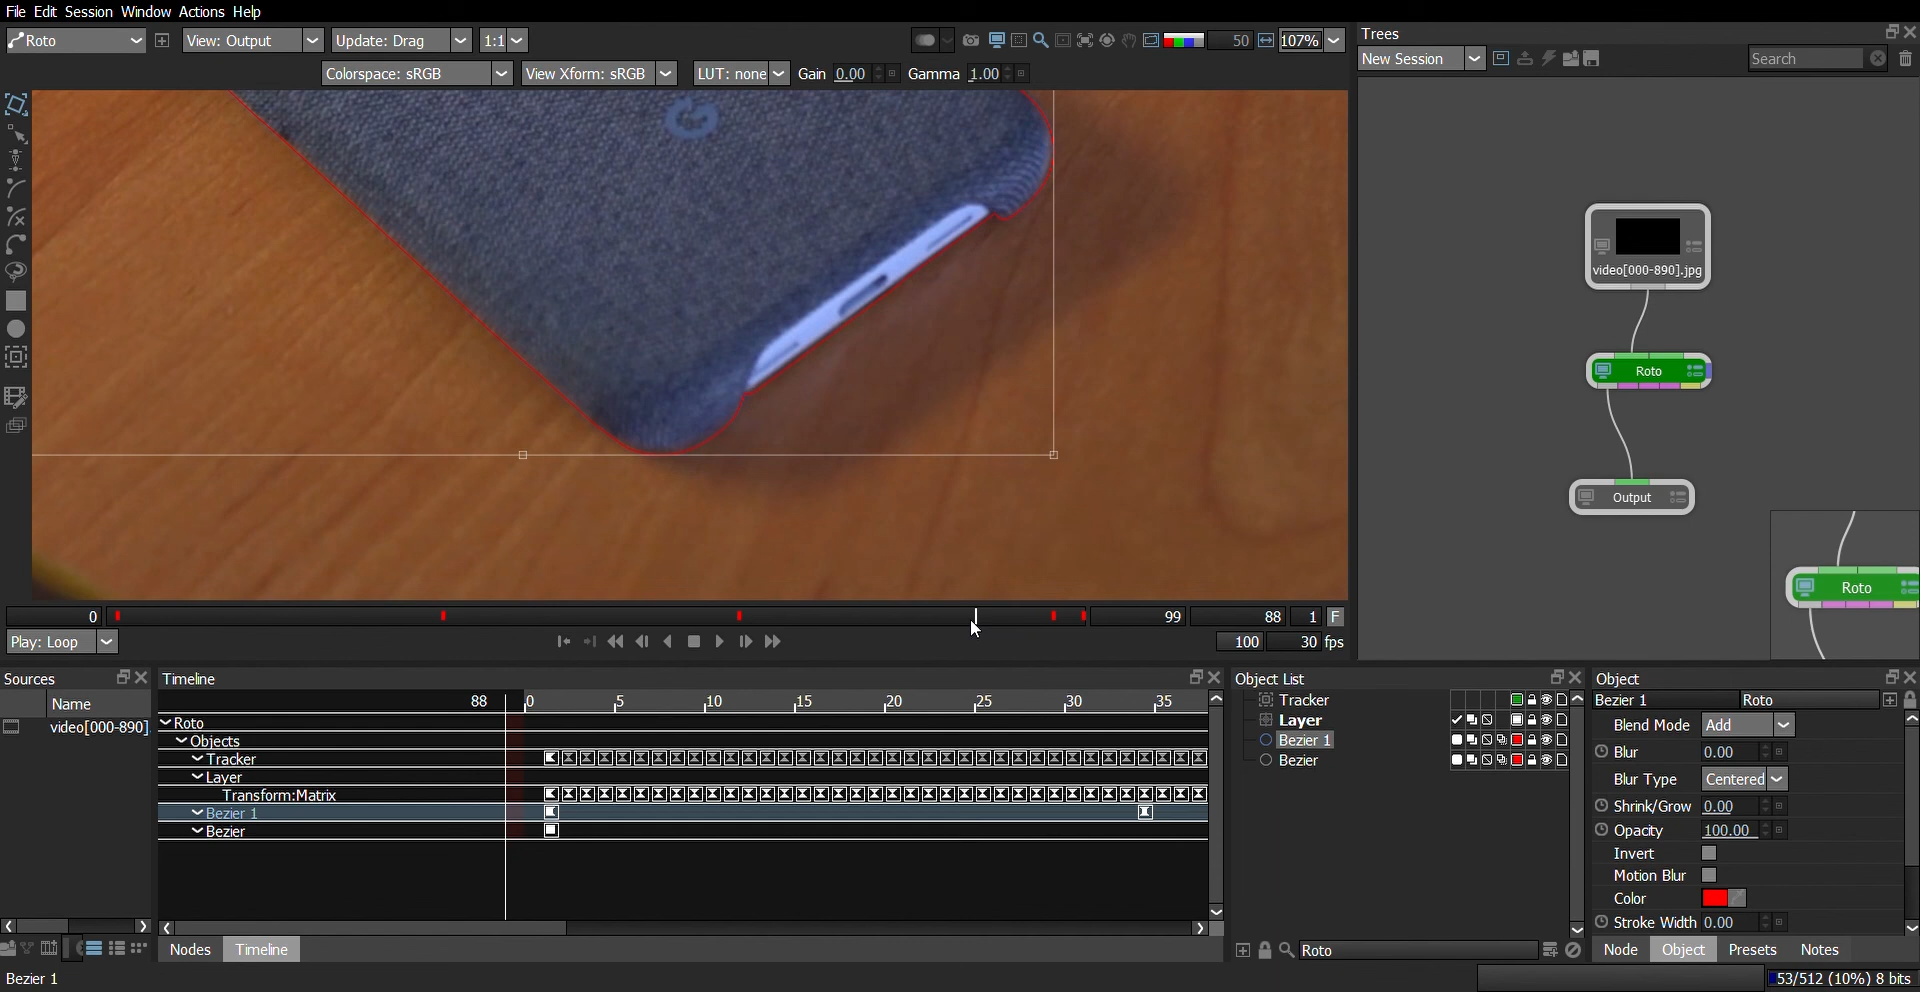 File Edit Session Window Actions Help
Roto View: Output Update: Drag 1:1 50 107%
Colorspace: sRGB View Xform: sRGB LUT: none Gain 0.00 Gamma 1.00
G
0 99 88 1 F
Play: Loop 100 30 fps
Trees
New Session Search
video[000-890].jpg
Roto
Output
Roto
Sources
Name
video[000-890].
Timeline
88 0 5 10 15 20 25 30 35
Roto
Objects
Tracker
Layer
Transform:Matrix
Bezier 1
Bezier
Nodes Timeline
Object List
Tracker
Layer
Bezier 1
Bezier
Roto
Object
Bezier 1 Roto
Blend Mode Add
Blur 0.00
Blur Type Centered
Shrink/Grow 0.00
Opacity 100.00
Invert
Motion Blur
Color
Stroke Width 0.00
Node Object Presets Notes
Bezier 1
53/512 (10%) 8 bits